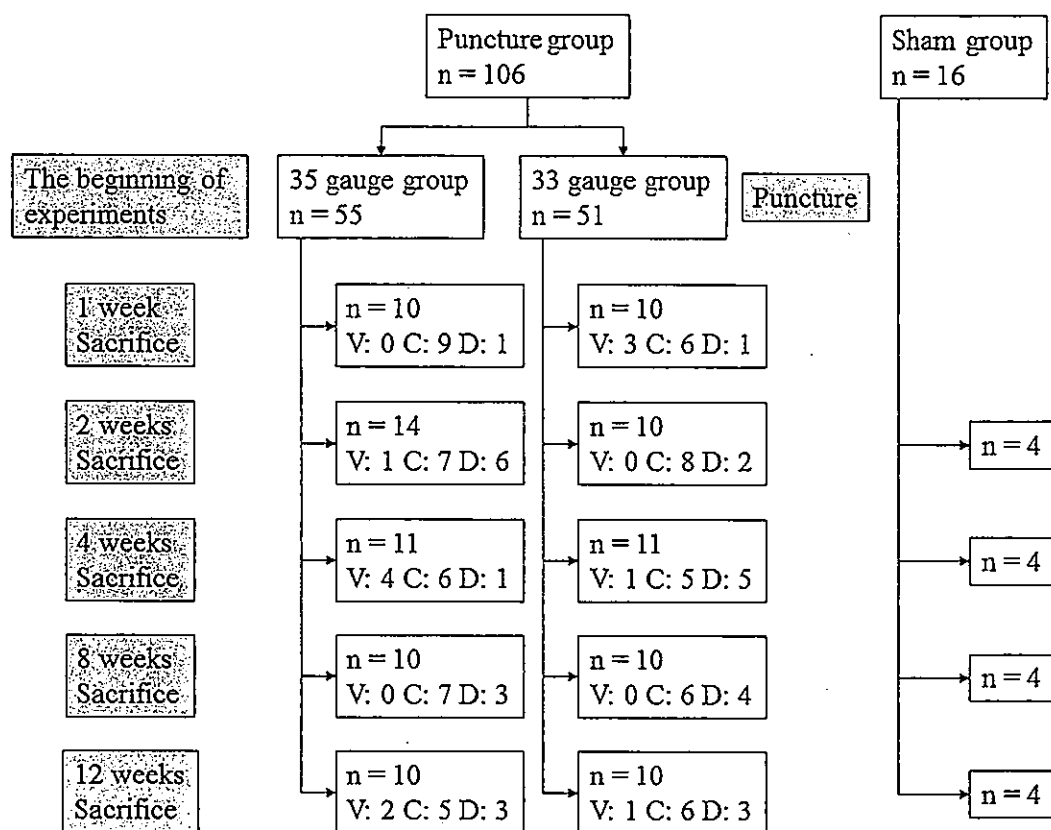 Puncture group
n = 106
Sham group
n = 16
The beginning of
experiments
35 gauge group
n = 55
33 gauge group
n = 51
Puncture
1 week
Sacrifice
n = 10
V: 0 C: 9 D: 1
n = 10
V: 3 C: 6 D: 1
2 weeks
Sacrifice
n = 14
V: 1 C: 7 D: 6
n = 10
V: 0 C: 8 D: 2
n = 4
4 weeks
Sacrifice
n = 11
V: 4 C: 6 D: 1
n = 11
V: 1 C: 5 D: 5
n = 4
8 weeks
Sacrifice
n = 10
V: 0 C: 7 D: 3
n = 10
V: 0 C: 6 D: 4
n = 4
12 weeks
Sacrifice
n = 10
V: 2 C: 5 D: 3
n = 10
V: 1 C: 6 D: 3
n = 4